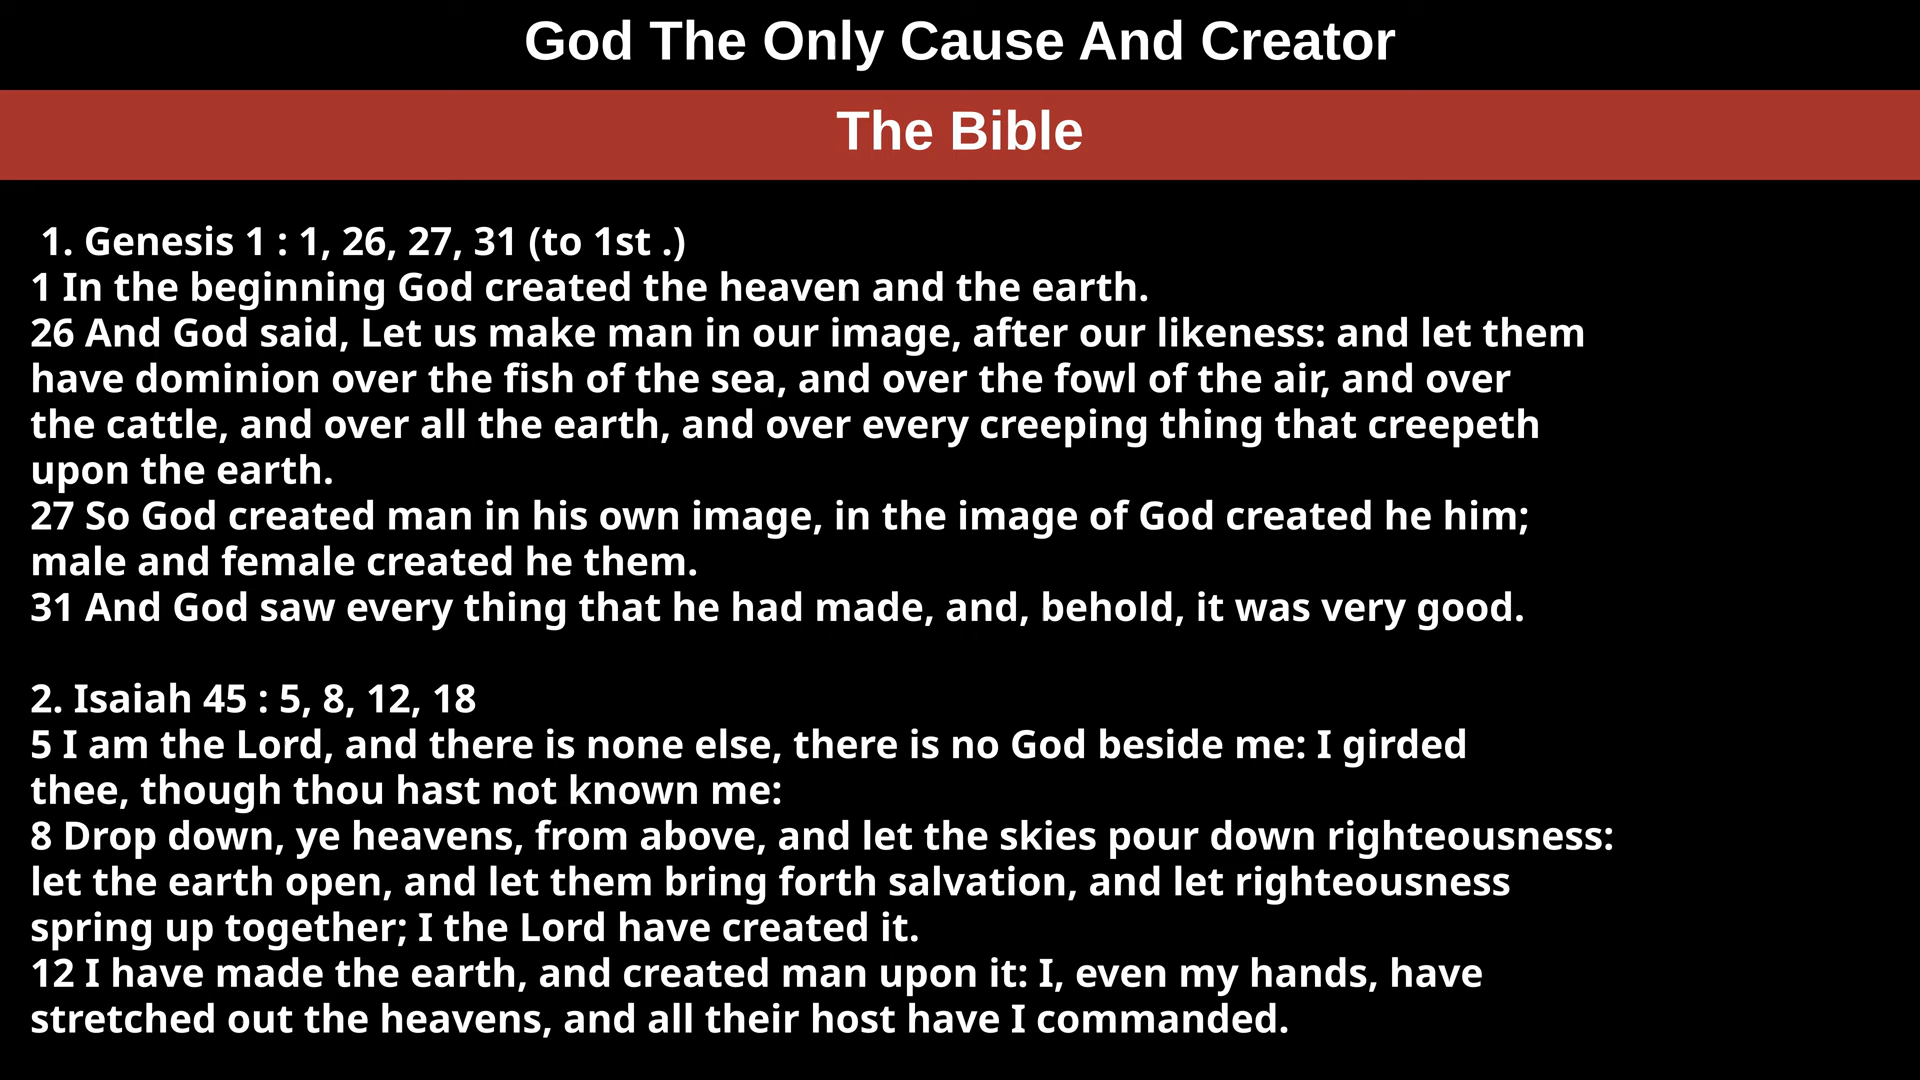 God The Only Cause And Creator
The Bible
1. Genesis 1 : 1, 26, 27, 31 (to 1st .)
1 In the beginning God created the heaven and the earth.
26 And God said, Let us make man in our image, after our likeness: and let them
have dominion over the fish of the sea, and over the fowl of the air, and over
the cattle, and over all the earth, and over every creeping thing that creepeth
upon the earth.
27 So God created man in his own image, in the image of God created he him;
male and female created he them.
31 And God saw every thing that he had made, and, behold, it was very good.
2. Isaiah 45 : 5, 8, 12, 18
5 I am the Lord, and there is none else, there is no God beside me: I girded
thee, though thou hast not known me:
8 Drop down, ye heavens, from above, and let the skies pour down righteousness:
let the earth open, and let them bring forth salvation, and let righteousness
spring up together; I the Lord have created it.
12 I have made the earth, and created man upon it: I, even my hands, have
stretched out the heavens, and all their host have I commanded.